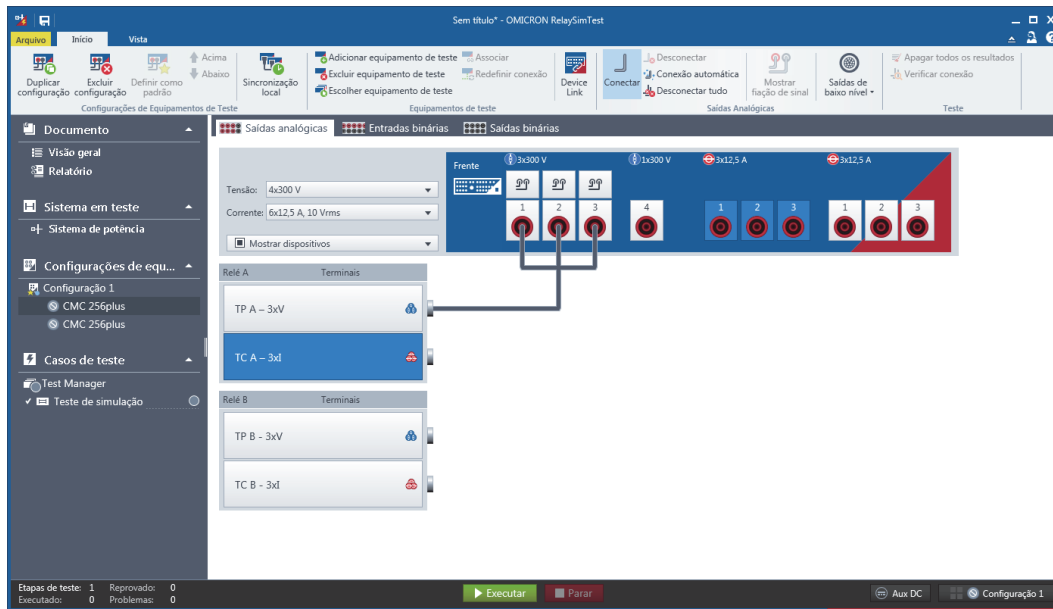 Sem título* - OMICRON RelaySimTest
Arquivo Início Vista
Duplicar configuração
Excluir configuração
Definir como padrão
Acima
Abaixo
Configurações de Equipamentos de Teste
Sincronização local
Adicionar equipamento de teste
Excluir equipamento de teste
Escolher equipamento de teste
Associar
Redefinir conexão
Device Link
Equipamentos de teste
Conectar
Desconectar
Conexão automática
Desconectar tudo
Mostrar fiação de sinal
Saídas de baixo nível
Saídas Analógicas
Apagar todos os resultados
Verificar conexão
Teste
Documento
Visão geral
Relatório
Sistema em teste
Sistema de potência
Configurações de equ...
Configuração 1
CMC 256plus
CMC 256plus
Casos de teste
Test Manager
Teste de simulação
Saídas analógicas Entradas binárias Saídas binárias
Tensão: 4x300 V
Corrente: 6x12,5 A, 10 Vrms
Mostrar dispositivos
Frente 3x300 V 1x300 V 3x12,5 A 3x12,5 A
1 2 3 4 1 2 3 1 2 3
Relé A Terminais
TP A – 3xV
TC A – 3xI
Relé B Terminais
TP B - 3xV
TC B - 3xI
Etapas de teste: 1 Reprovado: 0
Executado: 0 Problemas: 0
Executar Parar
Aux DC Configuração 1